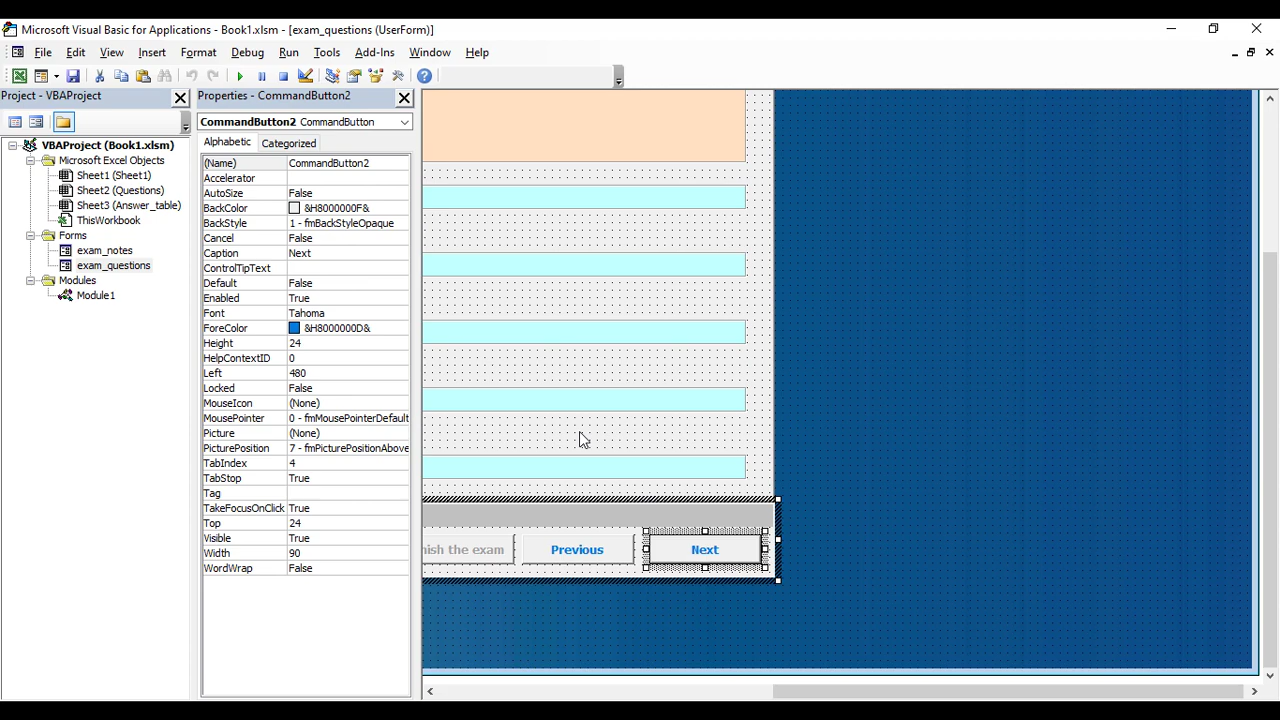 Microsoft Visual Basic for Applications - Book1.xlsm - [exam_questions (UserForm)]
File Edit View Insert Format Debug Run Tools Add-Ins Window Help
Project - VBAProject
VBAProject (Book1.xlsm)
Microsoft Excel Objects
Sheet1 (Sheet1)
Sheet2 (Questions)
Sheet3 (Answer_table)
ThisWorkbook
Forms
exam_notes
exam_questions
Modules
Module1
Properties - CommandButton2
CommandButton2 CommandButton
Alphabetic Categorized
(Name) CommandButton2
Accelerator
AutoSize False
BackColor &H8000000F&
BackStyle 1 - fmBackStyleOpaque
Cancel False
Caption Next
ControlTipText
Default False
Enabled True
Font Tahoma
ForeColor &H8000000D&
Height 24
HelpContextID 0
Left 480
Locked False
MouseIcon (None)
MousePointer 0 - fmMousePointerDefault
Picture (None)
PicturePosition 7 - fmPicturePositionAbove
TabIndex 4
TabStop True
Tag
TakeFocusOnClick True
Top 24
Visible True
Width 90
WordWrap False
nish the exam Previous Next